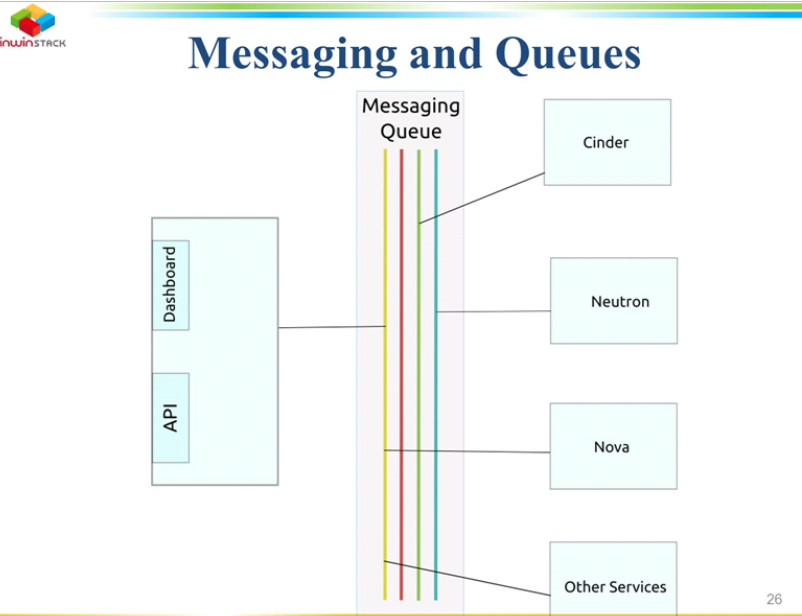 inwinSTACK
Messaging and Queues
Messaging
Queue
Cinder
Dashboard
Neutron
API
Nova
Other Services
26